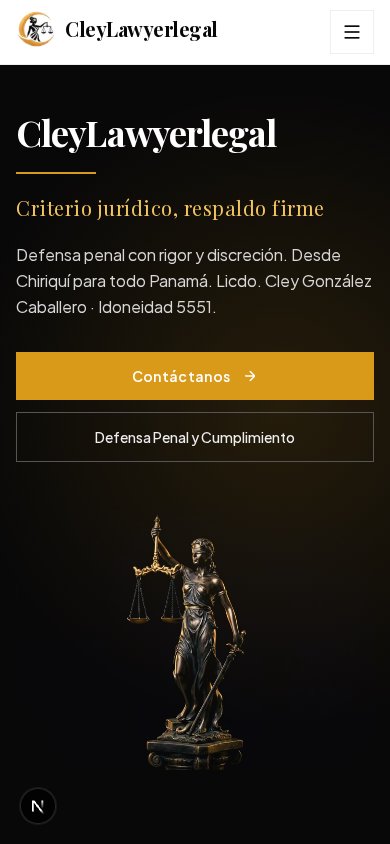 CleyLawyerlegal
CleyLawyerlegal
Criterio jurídico, respaldo firme
Defensa penal con rigor y discreción. Desde
Chiriquí para todo Panamá. Licdo. Cley González
Caballero · Idoneidad 5551.
Contáctanos →
Defensa Penal y Cumplimiento
N